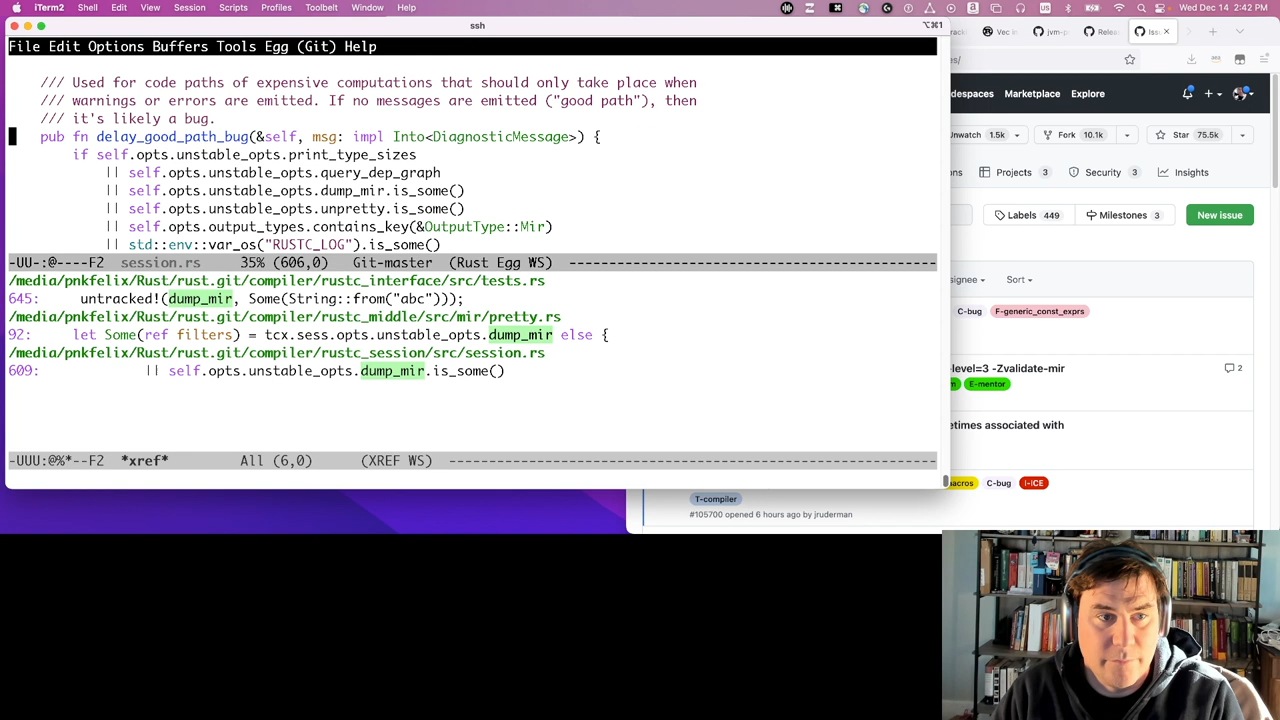 iTerm2 Shell Edit View Session Scripts Profiles Toolbelt Window Help
Wed Dec 14 2:42 PM
ssh
⌥⌘1
File Edit Options Buffers Tools Egg (Git) Help
/// Used for code paths of expensive computations that should only take place when
/// warnings or errors are emitted. If no messages are emitted ("good path"), then
/// it's likely a bug.
pub fn delay_good_path_bug(&self, msg: impl Into<DiagnosticMessage>) {
if self.opts.unstable_opts.print_type_sizes
|| self.opts.unstable_opts.query_dep_graph
|| self.opts.unstable_opts.dump_mir.is_some()
|| self.opts.unstable_opts.unpretty.is_some()
|| self.opts.output_types.contains_key(&OutputType::Mir)
|| std::env::var_os("RUSTC_LOG").is_some()
-UU-:@----F2 session.rs 35% (606,0) Git-master (Rust Egg WS) ----------------------------------------------
/media/pnkfelix/Rust/rust.git/compiler/rustc_interface/src/tests.rs
645: untracked!(dump_mir, Some(String::from("abc")));
/media/pnkfelix/Rust/rust.git/compiler/rustc_middle/src/mir/pretty.rs
92: let Some(ref filters) = tcx.sess.opts.unstable_opts.dump_mir else {
/media/pnkfelix/Rust/rust.git/compiler/rustc_session/src/session.rs
609: || self.opts.unstable_opts.dump_mir.is_some()
-UUU:@%*--F2 *xref* All (6,0) (XREF WS) -------------------------------------------------------------
Vec in jvm-p Relea Iss
Marketplace Explore
1.5k Fork 10.1k Star 75.5k
Projects 3 Security 3 Insights
Labels 449 Milestones 3 New issue
Sort
C-bug F-generic_const_exprs
-level=3 -Zvalidate-mir 2
E-mentor
etimes associated with
C-bug I-ICE
T-compiler
#105700 opened 6 hours ago by jruderman